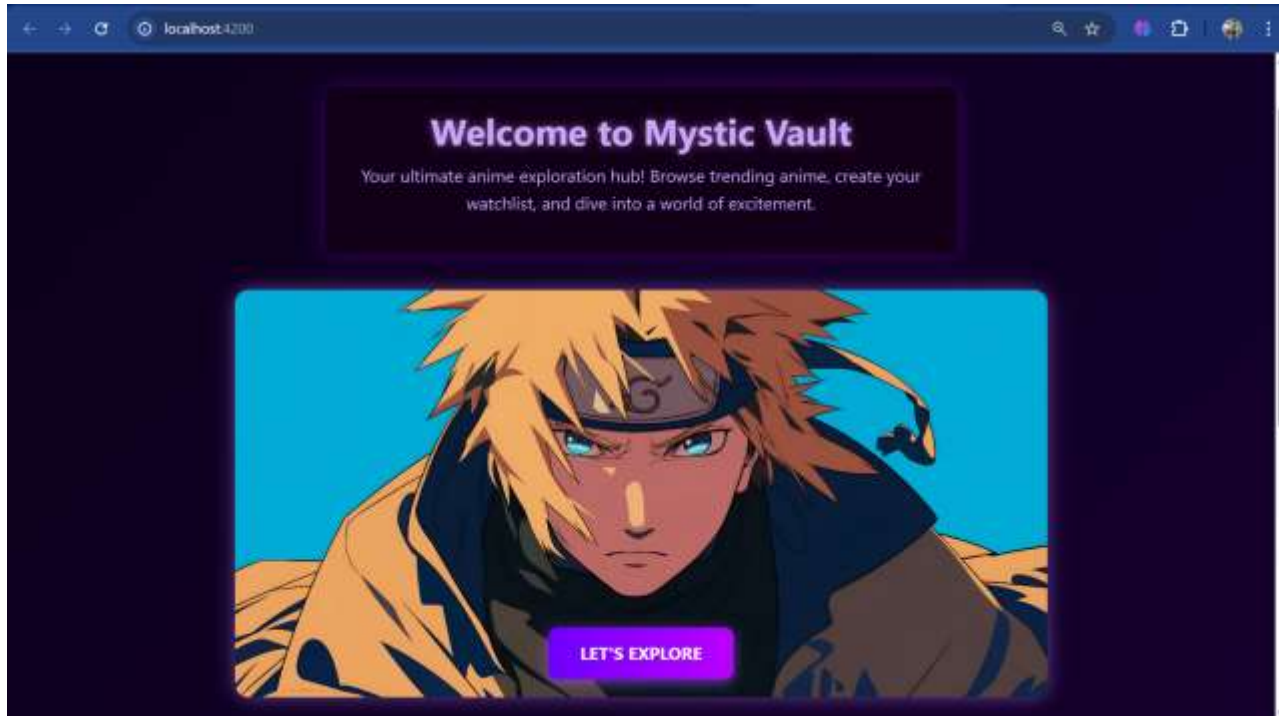 localhost:4200
Welcome to Mystic Vault
Your ultimate anime exploration hub! Browse trending anime, create your
watchlist, and dive into a world of excitement.
LET'S EXPLORE